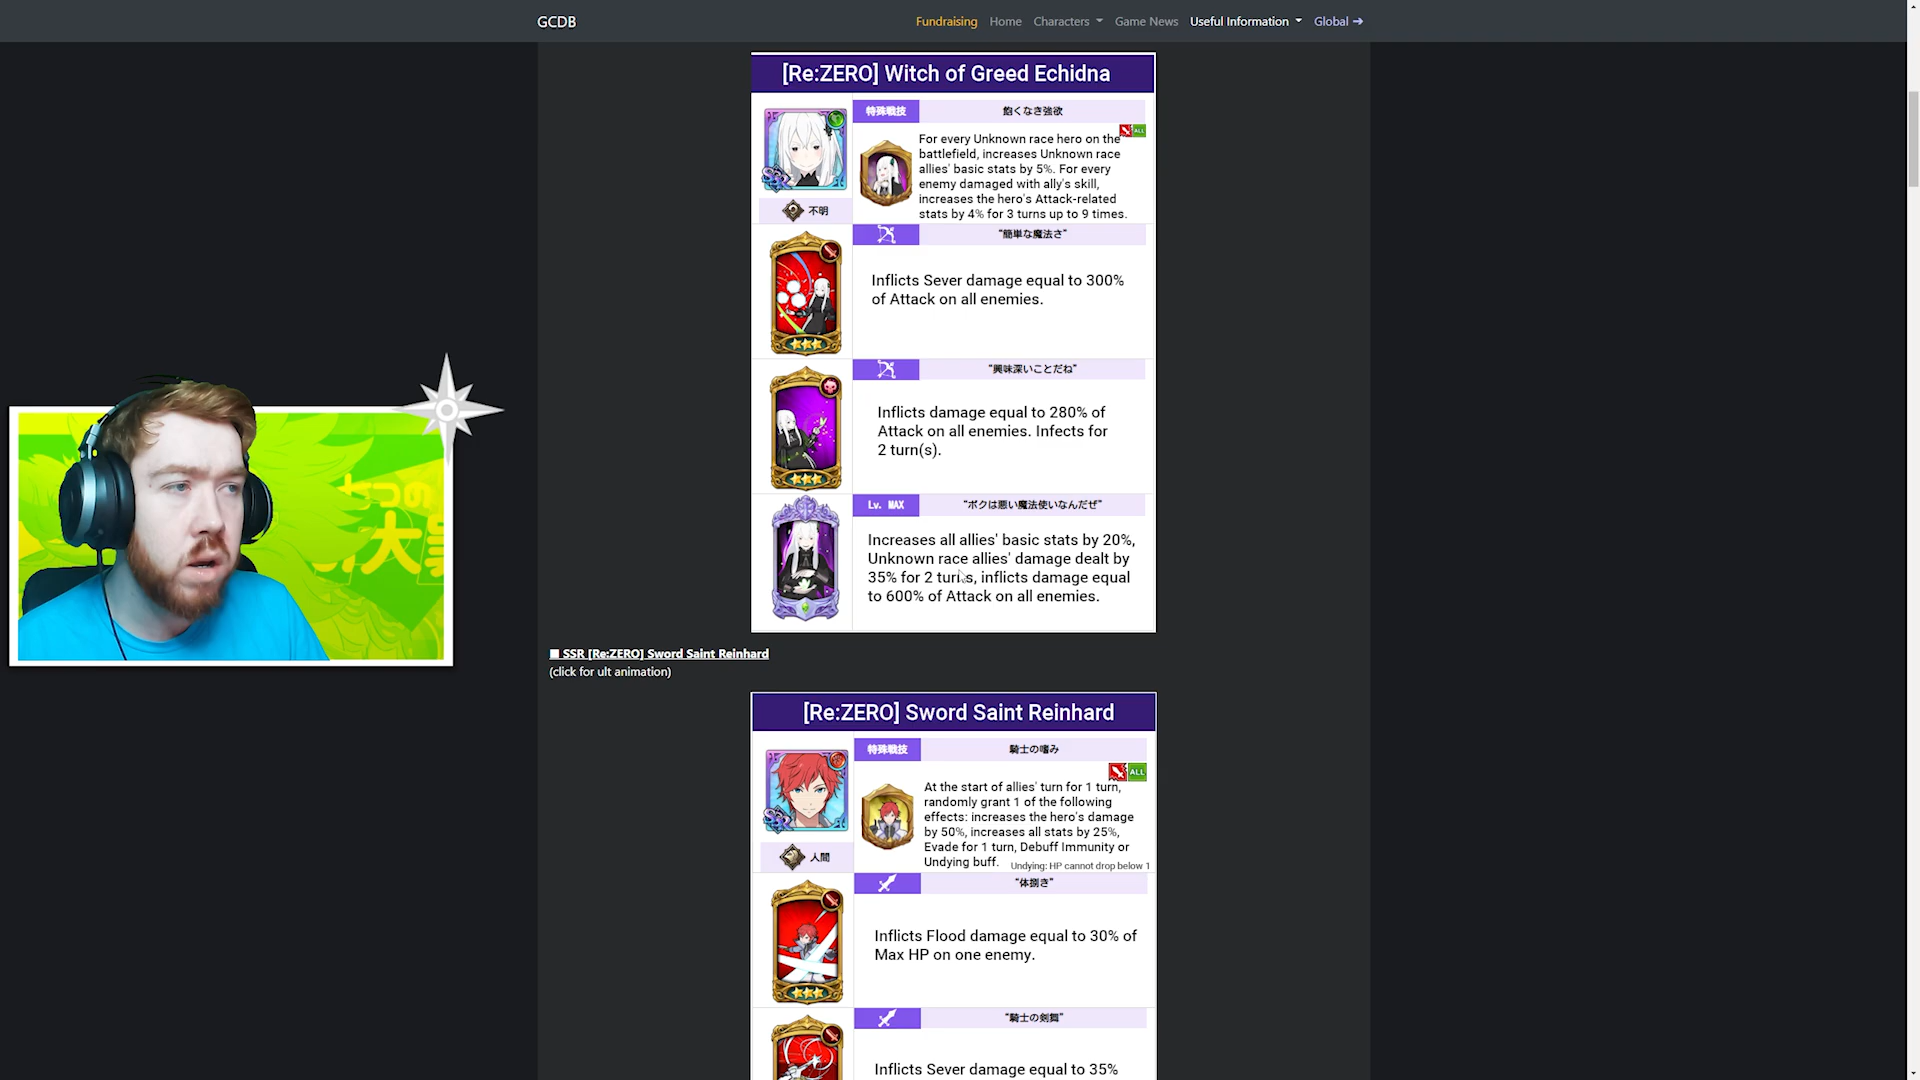 GCDB
Fundraising Home Characters Game News Useful Information Global
[Re:ZERO] Witch of Greed Echidna
特殊戦技 飽くなき強欲
ALL
For every Unknown race hero on the
battlefield, increases Unknown race
allies' basic stats by 5%. For every
enemy damaged with ally's skill,
increases the hero's Attack-related
stats by 4% for 3 turns up to 9 times.
SSR
不明
"簡単な魔法さ"
Inflicts Sever damage equal to 300%
of Attack on all enemies.
"興味深いことだね"
Inflicts damage equal to 280% of
Attack on all enemies. Infects for
2 turn(s).
Lv. MAX "ボクは悪い魔法使いなんだぜ"
Increases all allies' basic stats by 20%,
Unknown race allies' damage dealt by
35% for 2 turns, inflicts damage equal
to 600% of Attack on all enemies.
七つの
大
SSR [Re:ZERO] Sword Saint Reinhard
(click for ult animation)
[Re:ZERO] Sword Saint Reinhard
特殊戦技 騎士の嗜み
ALL
At the start of allies' turn for 1 turn,
randomly grant 1 of the following
effects: increases the hero's damage
by 50%, increases all stats by 25%,
Evade for 1 turn, Debuff Immunity or
Undying buff. Undying: HP cannot drop below 1
SSR
人間
"体捌き"
Inflicts Flood damage equal to 30% of
Max HP on one enemy.
"騎士の剣舞"
Inflicts Sever damage equal to 35%